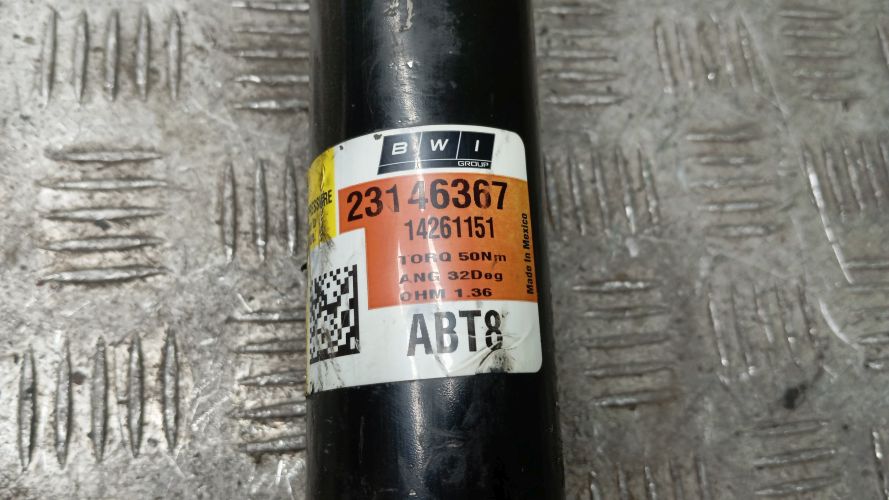 BWI
GROUP
23146367
14261151
TORQ 50Nm
ANG 32Deg
OHM 1.36
Made in Mexico
ABT8